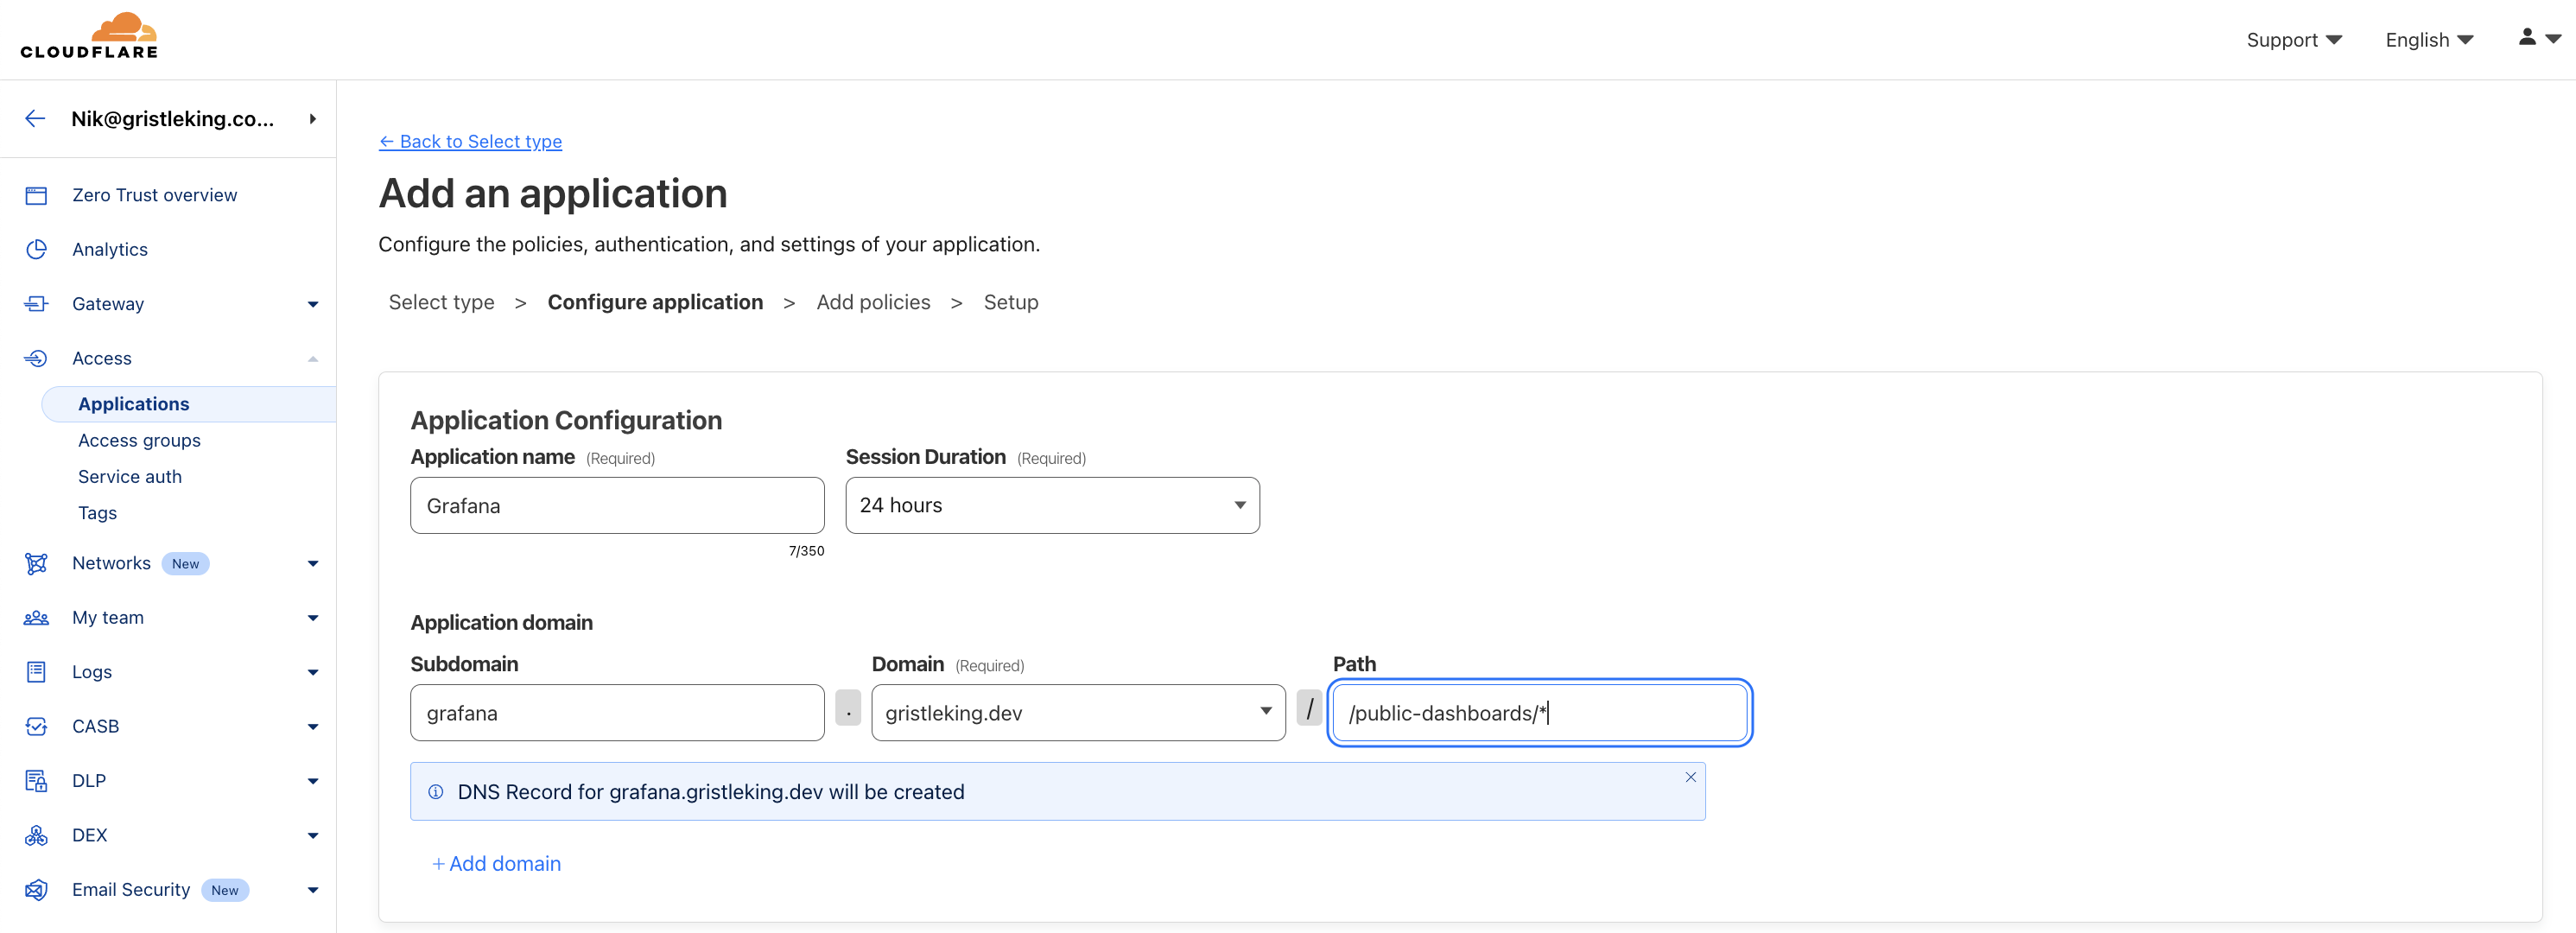 CLOUDFLARE
Support
English
Nik@gristleking.co...
Zero Trust overview
Analytics
Gateway
Access
Applications
Access groups
Service auth
Tags
Networks New
My team
Logs
CASB
DLP
DEX
Email Security New
← Back to Select type
Add an application
Configure the policies, authentication, and settings of your application.
Select type > Configure application > Add policies > Setup
Application Configuration
Application name (Required)
Session Duration (Required)
Grafana
24 hours
7/350
Application domain
Subdomain
Domain (Required)
Path
grafana . gristleking.dev / /public-dashboards/*
DNS Record for grafana.gristleking.dev will be created
+ Add domain